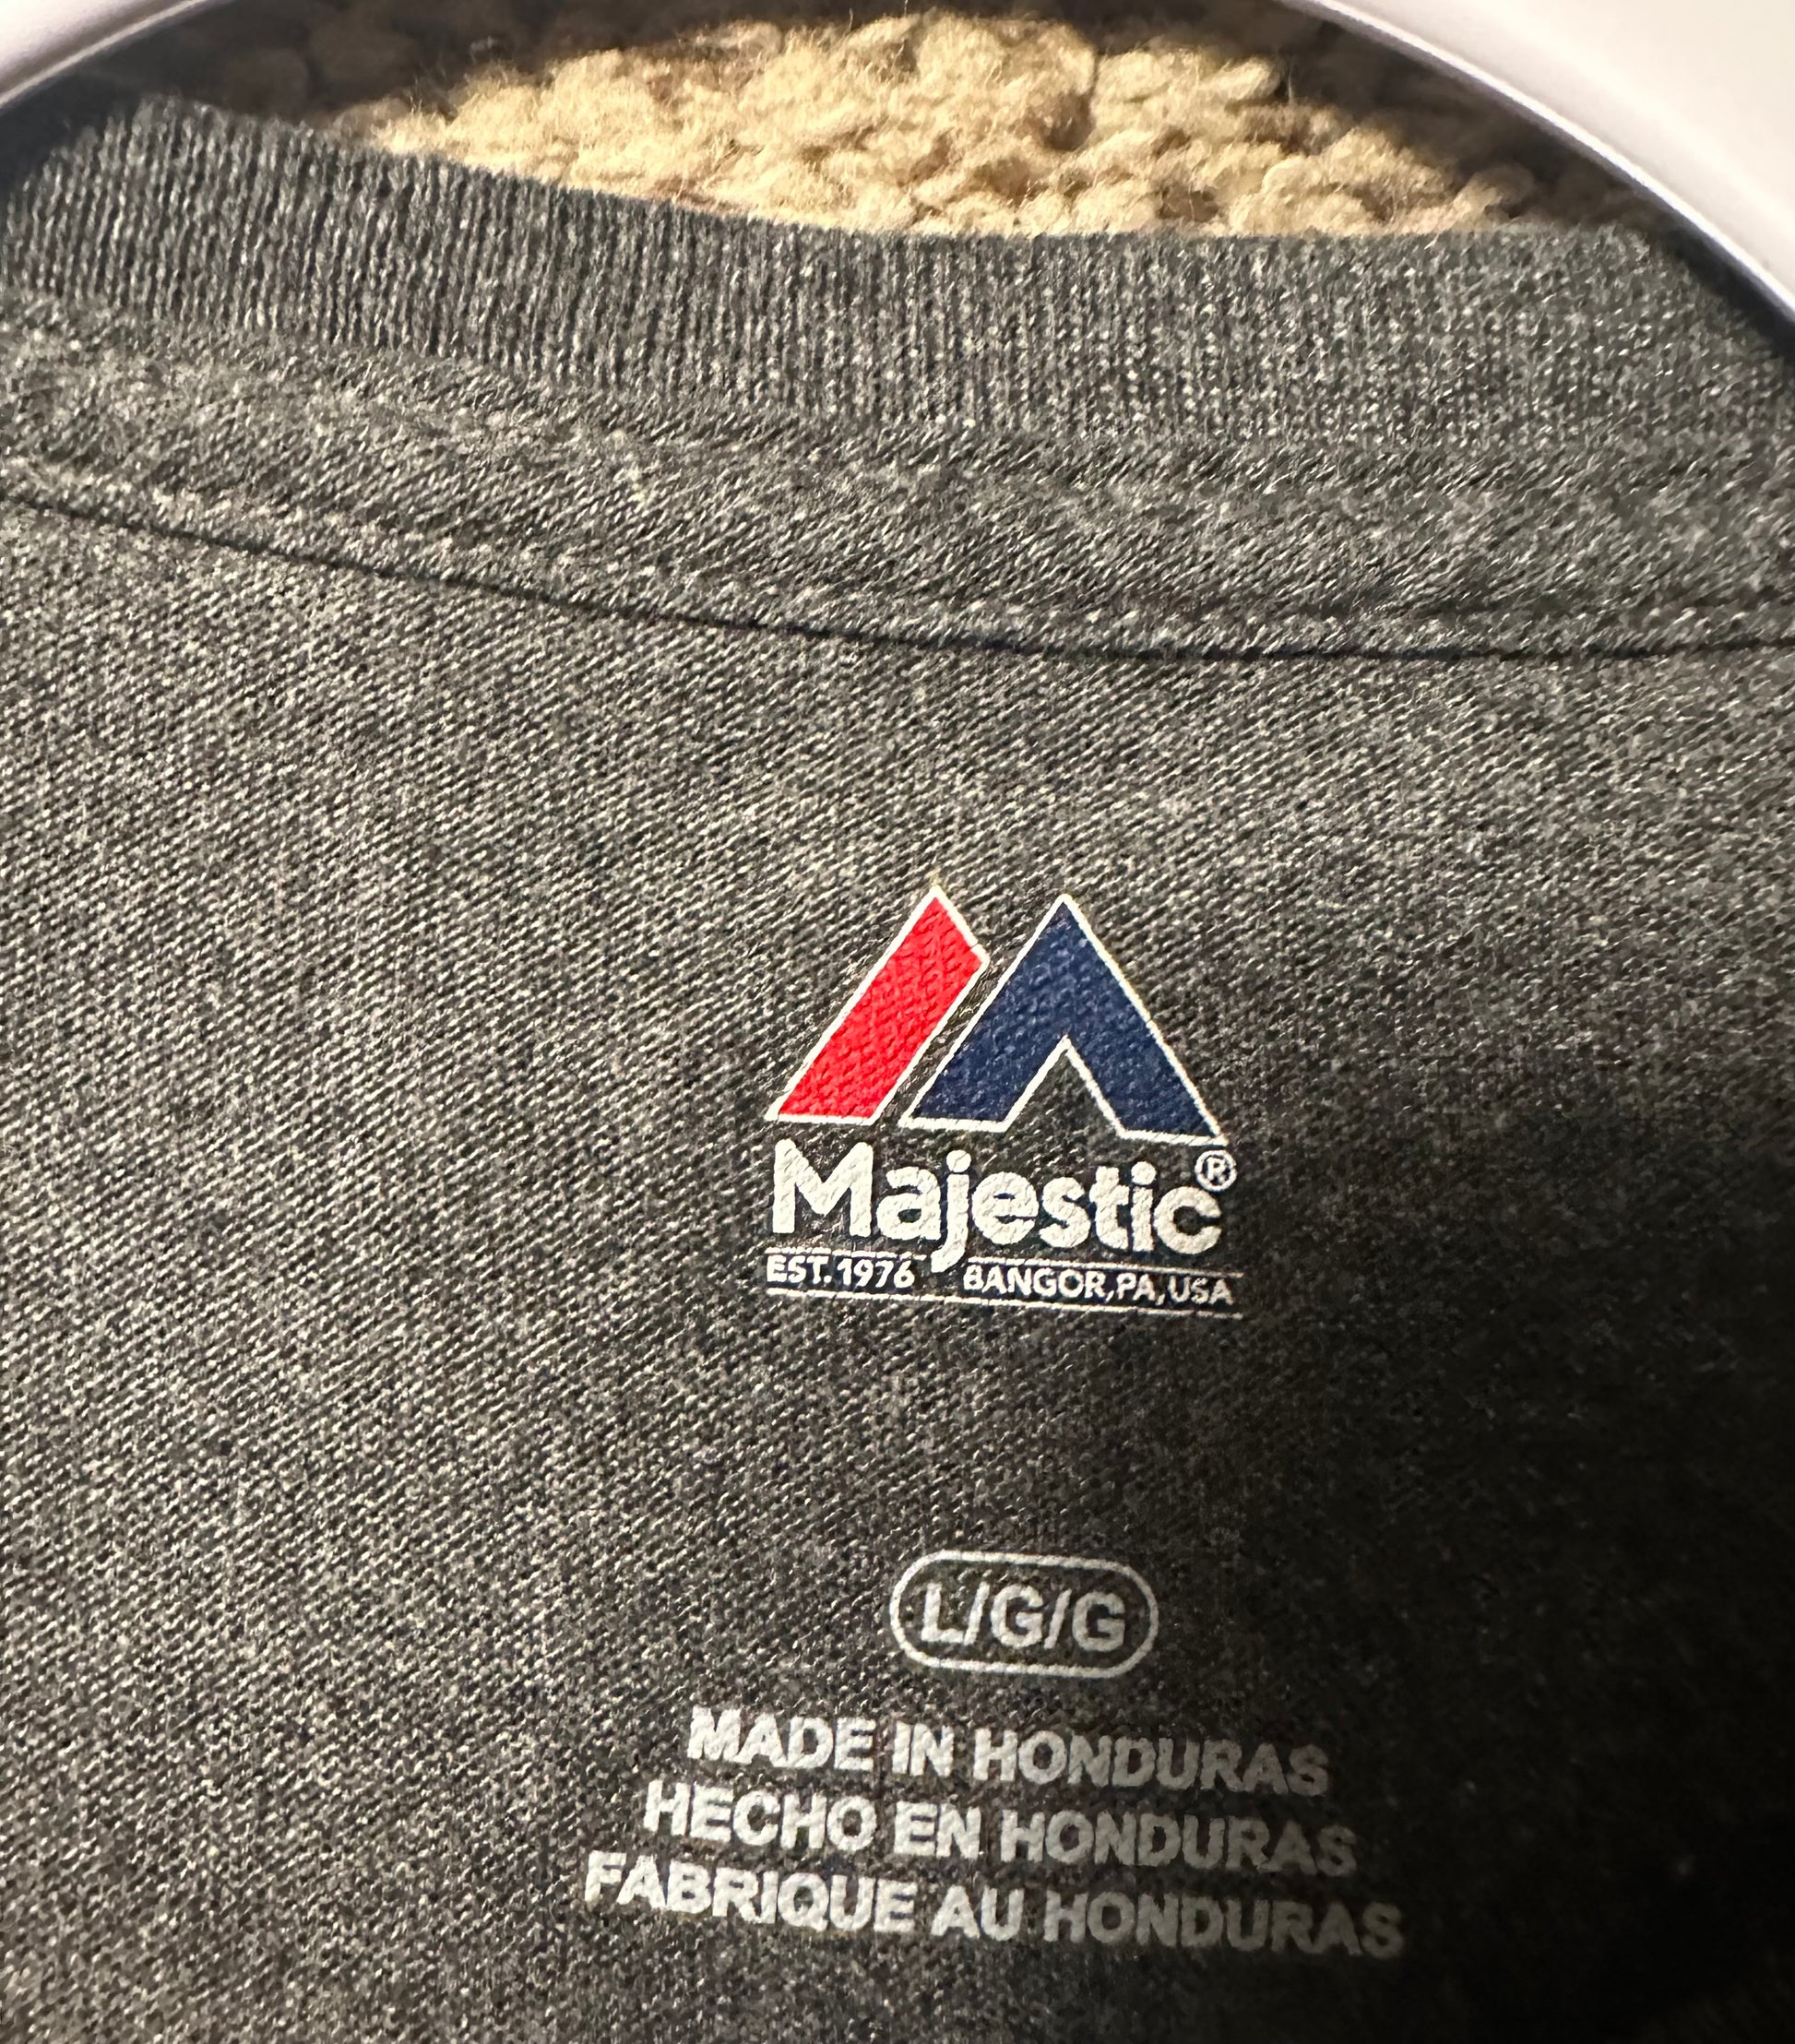 Majestic®
EST. 1976 BANGOR, PA, USA
L/G/G
MADE IN HONDURAS
HECHO EN HONDURAS
FABRIQUE AU HONDURAS